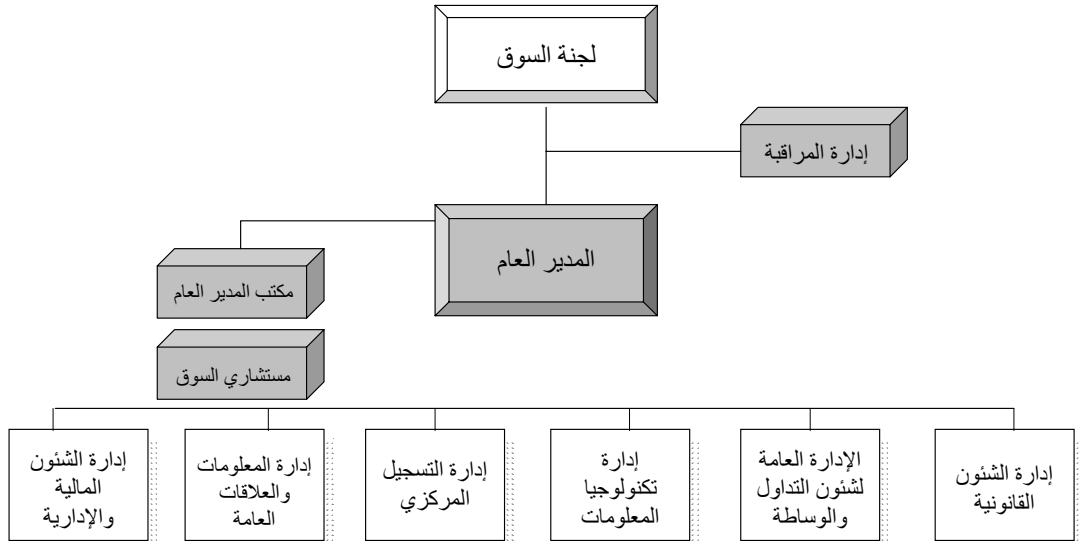 لجنة السوق
إدارة المراقبة
المدير العام
مكتب المدير العام
مستشاري السوق
إدارة الشئون
القانونية
الإدارة العامة
لشئون التداول
والوساطة
إدارة
تكنولوجيا
المعلومات
إدارة التسجيل
المركزي
إدارة المعلومات
والعلاقات
العامة
إدارة الشئون
المالية
والإدارية